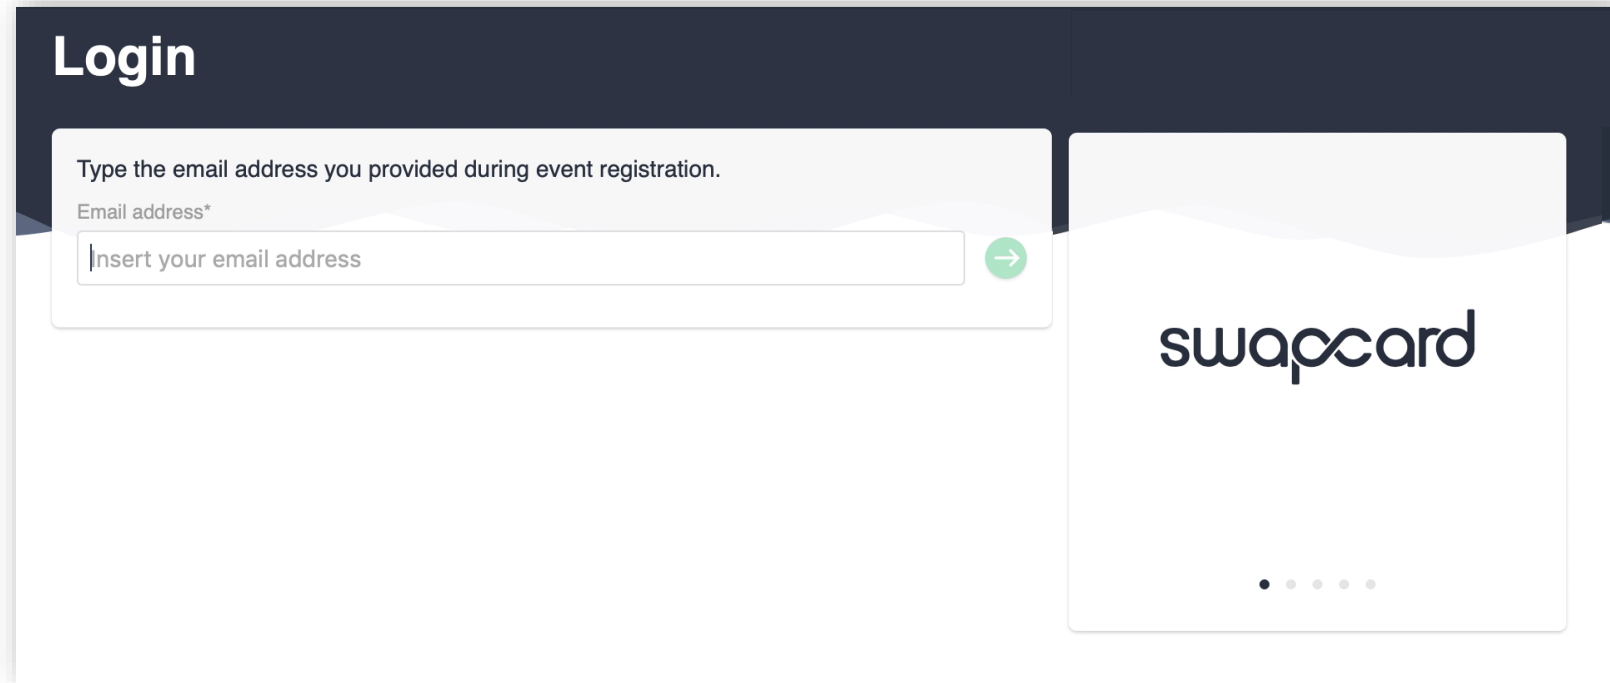 Login
Type the email address you provided during event registration.
Email address*
Insert your email address
swapcard